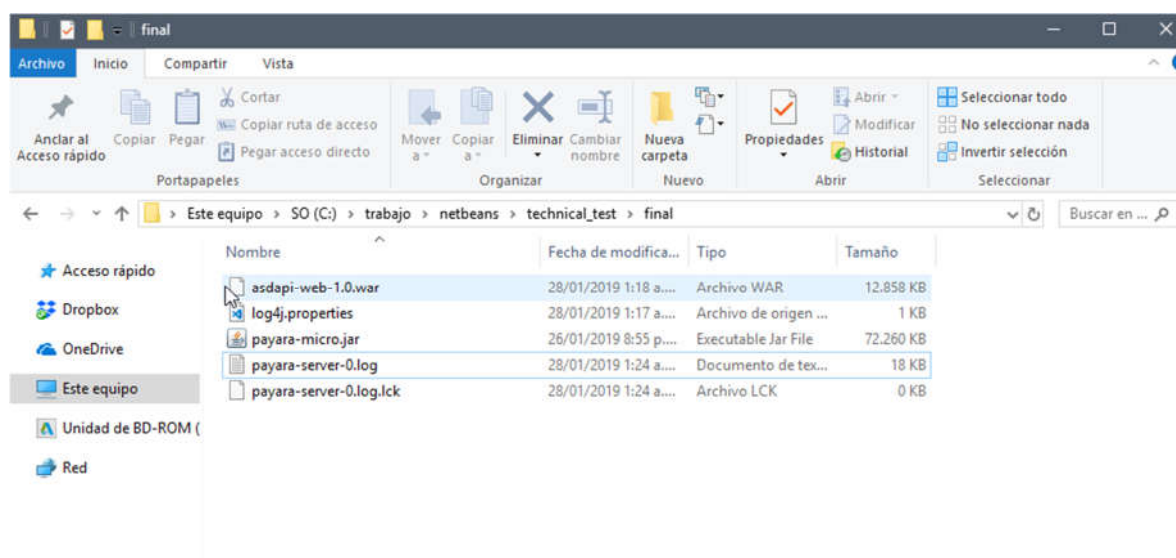 final
Archivo Inicio Compartir Vista
Anclar al Acceso rápido
Copiar
Pegar
Cortar
Copiar ruta de acceso
Pegar acceso directo
Portapapeles
Mover a
Copiar a
Eliminar
Cambiar nombre
Organizar
Nueva carpeta
Nuevo
Propiedades
Abrir
Modificar
Historial
Abrir
Seleccionar todo
No seleccionar nada
Invertir selección
Seleccionar
Este equipo > SO (C:) > trabajo > netbeans > technical_test > final
Buscar en ...
Acceso rápido
Dropbox
OneDrive
Este equipo
Unidad de BD-ROM (
Red
Nombre Fecha de modifica... Tipo Tamaño
asdapi-web-1.0.war 28/01/2019 1:18 a.... Archivo WAR 12.858 KB
log4j.properties 28/01/2019 1:17 a.... Archivo de origen ... 1 KB
payara-micro.jar 26/01/2019 8:55 p.... Executable Jar File 72.260 KB
payara-server-0.log 28/01/2019 1:24 a.... Documento de tex... 18 KB
payara-server-0.log.lck 28/01/2019 1:24 a.... Archivo LCK 0 KB